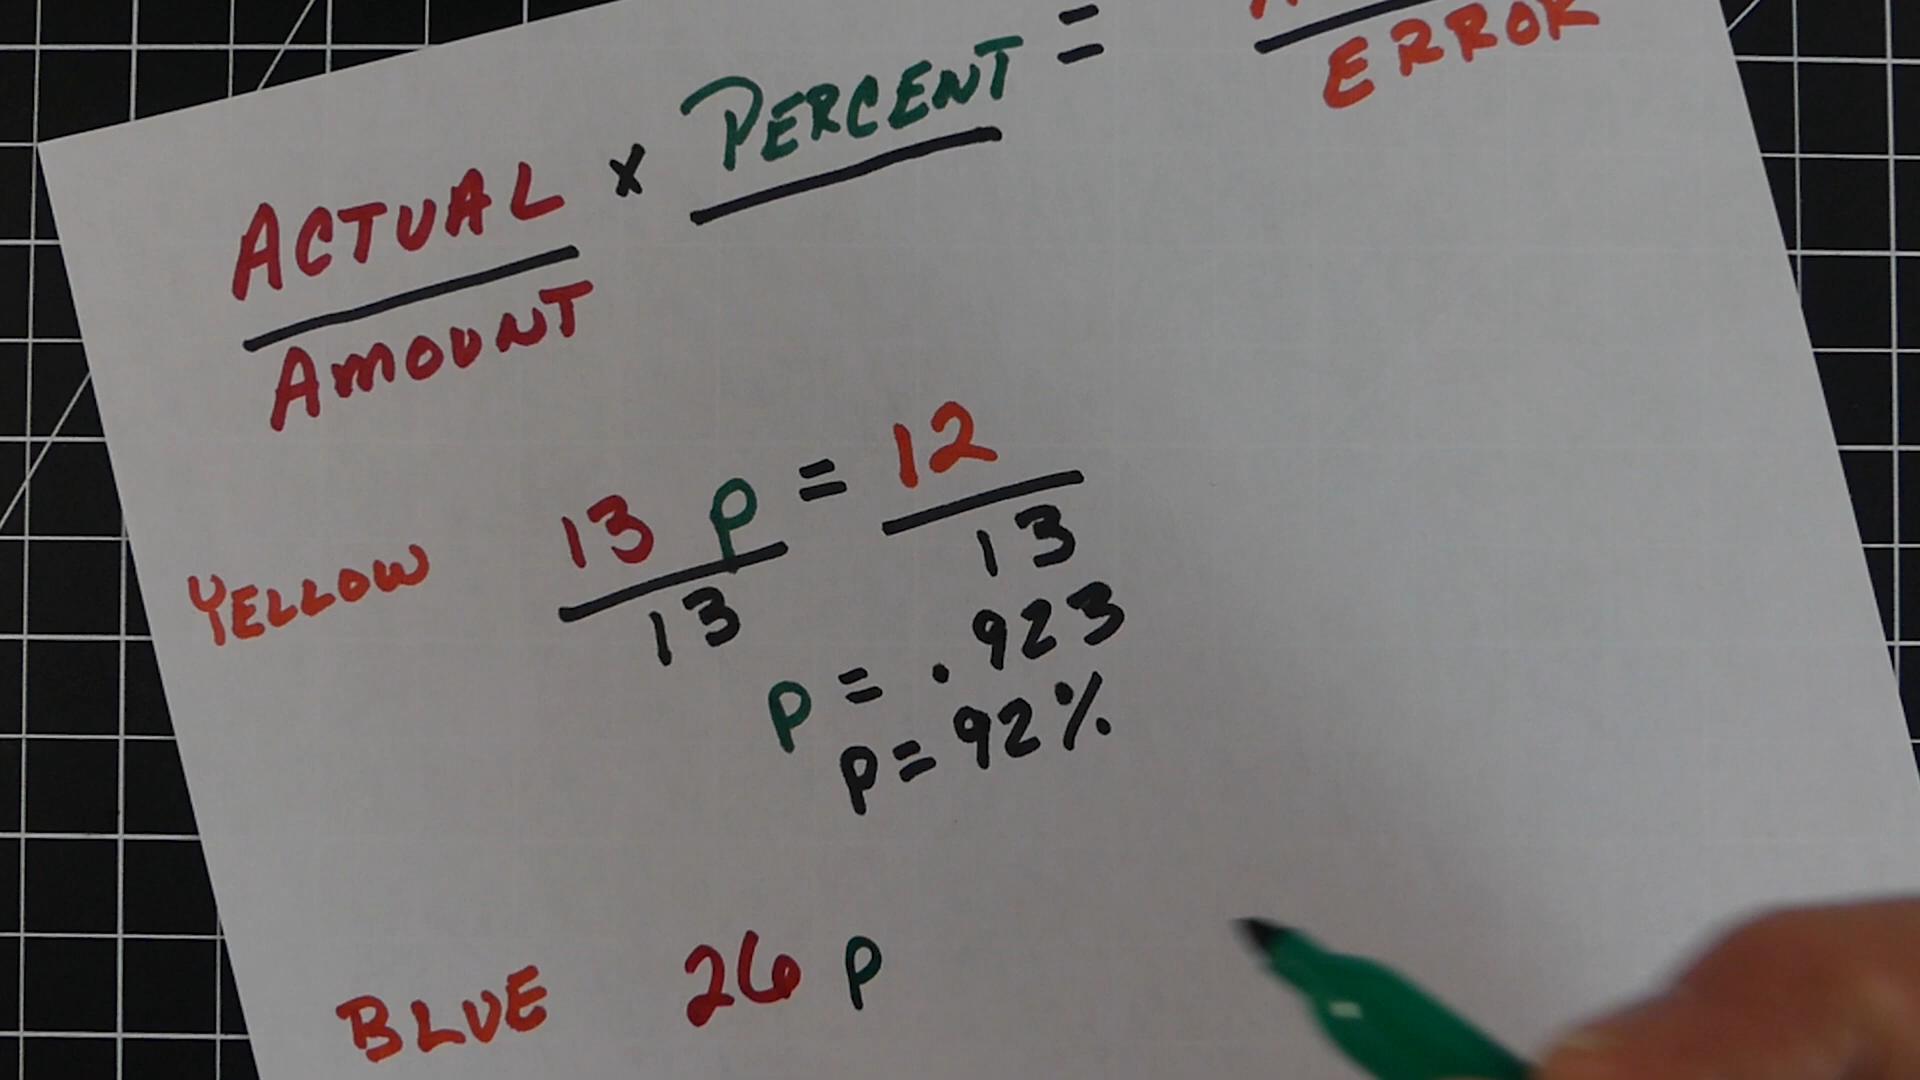 ACTUAL x PERCENT =
AMOUNT
ERROR
YELLOW 13 P = 12
13 13
P = .923
P = 92%
BLUE 26 P